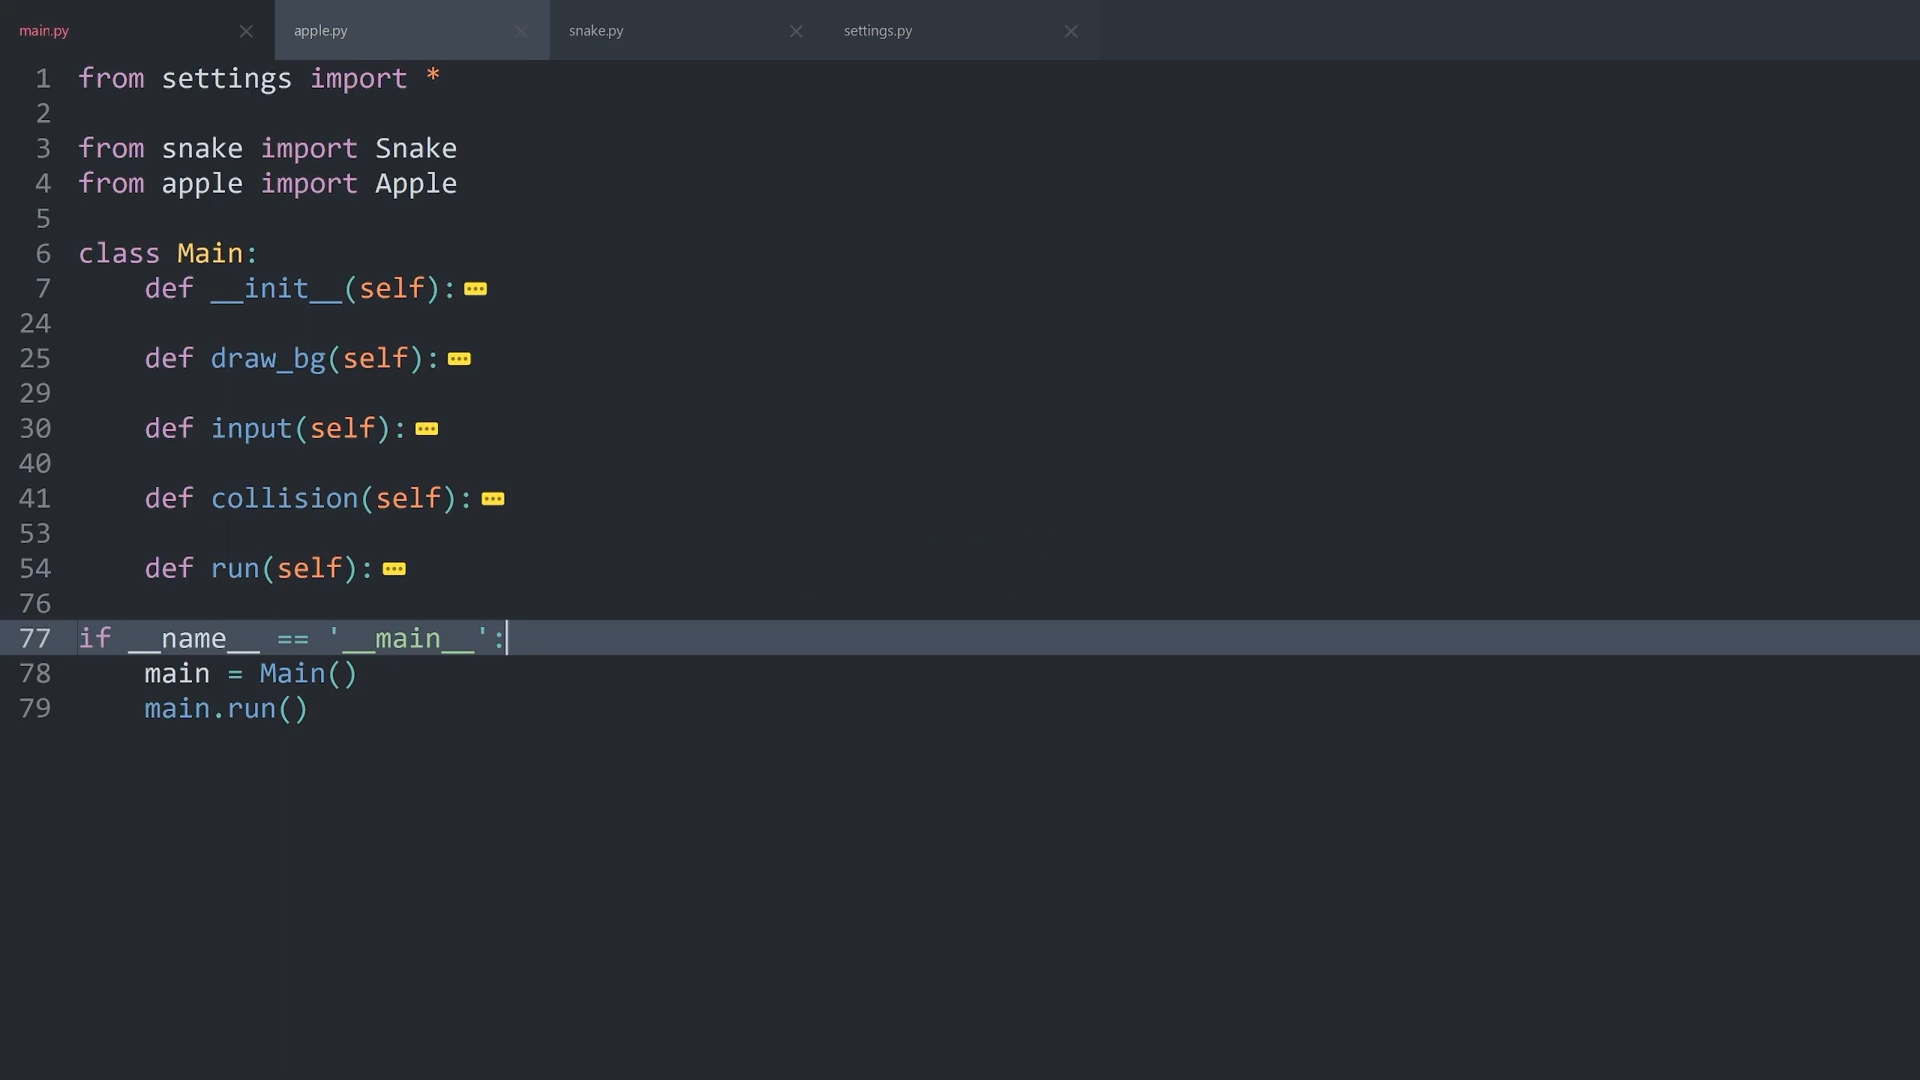 main.py apple.py snake.py settings.py
1 from settings import *
2
3 from snake import Snake
4 from apple import Apple
5
6 class Main:
7 def __init__(self):
24
25 def draw_bg(self):
29
30 def input(self):
40
41 def collision(self):
53
54 def run(self):
76
77 if __name__ == '__main__':
78 main = Main()
79 main.run()